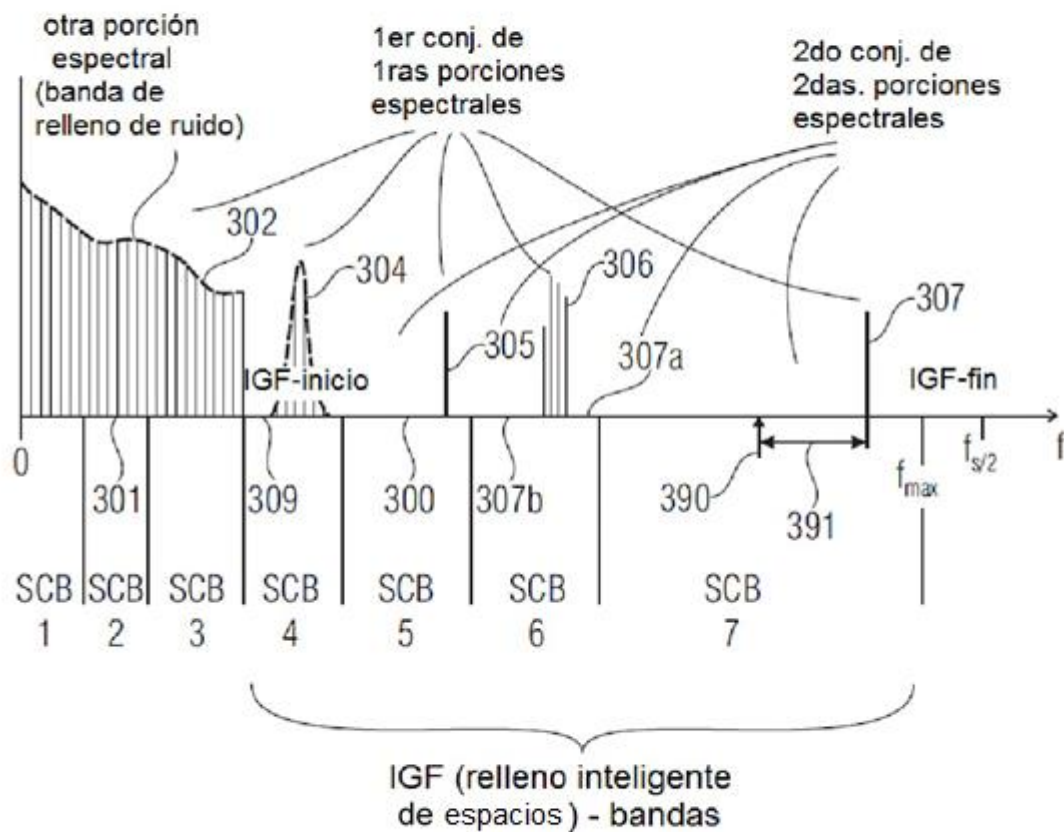 otra porción
espectral
(banda de
relleno de ruido)
1er conj. de
1ras porciones
espectrales
2do conj. de
2das. porciones
espectrales
302
304
306
307
305
307a
IGF-inicio
IGF-fin
0
301
309
300
307b
390
391
fmax
fs/2
f
SCB
1
SCB
2
SCB
3
SCB
4
SCB
5
SCB
6
SCB
7
IGF (relleno inteligente
de espacios) - bandas